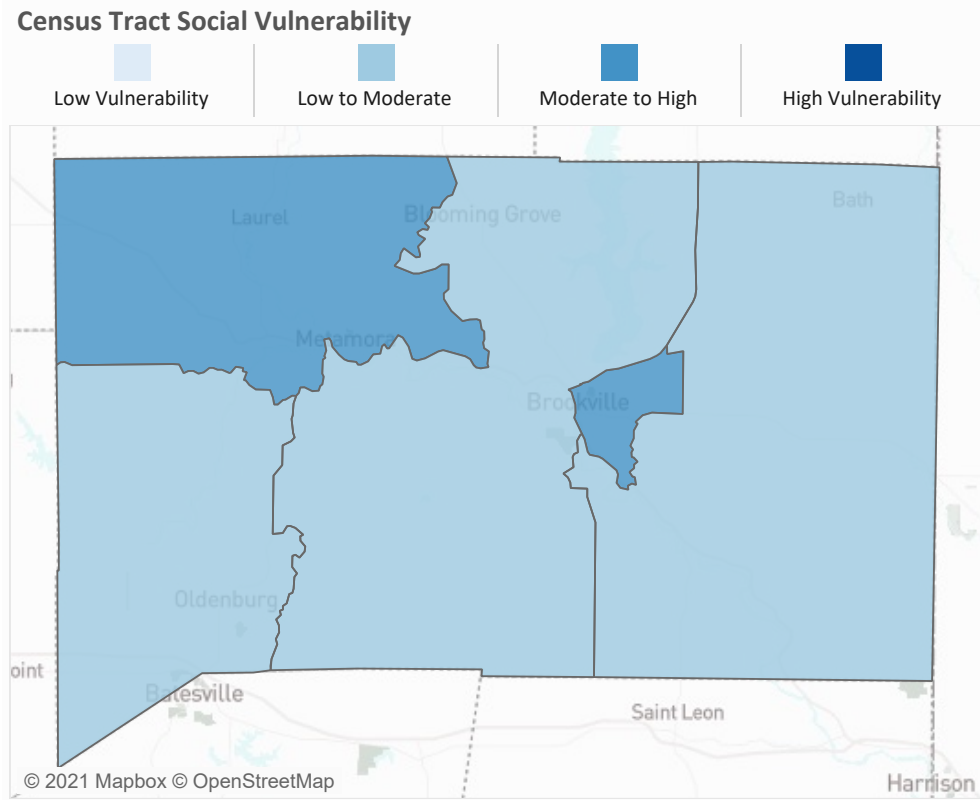 Census Tract Social Vulnerability
Low Vulnerability
Low to Moderate
Moderate to High
High Vulnerability
Bath
Laurel
Blooming Grove
Metamora
Brookville
Oldenburg
oint
Batesville
Saint Leon
© 2021 Mapbox © OpenStreetMap
Harrison